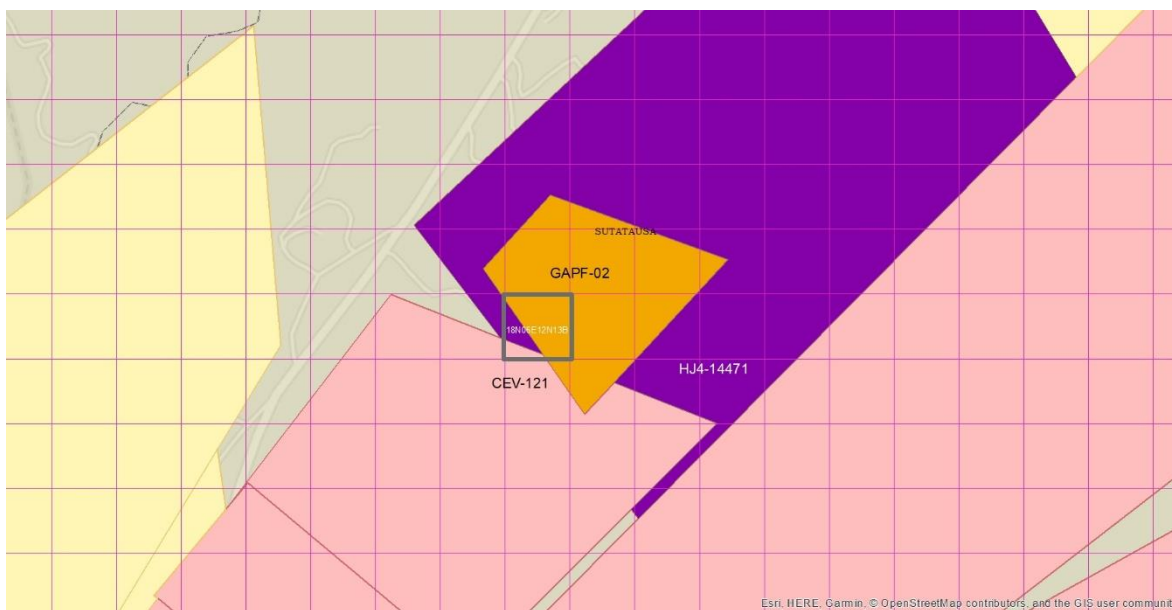 SUTATAUSA
GAPF-02
18N05E12N13B
HJ4-14471
CEV-121
Esri, HERE, Garmin, © OpenStreetMap contributors, and the GIS user communit